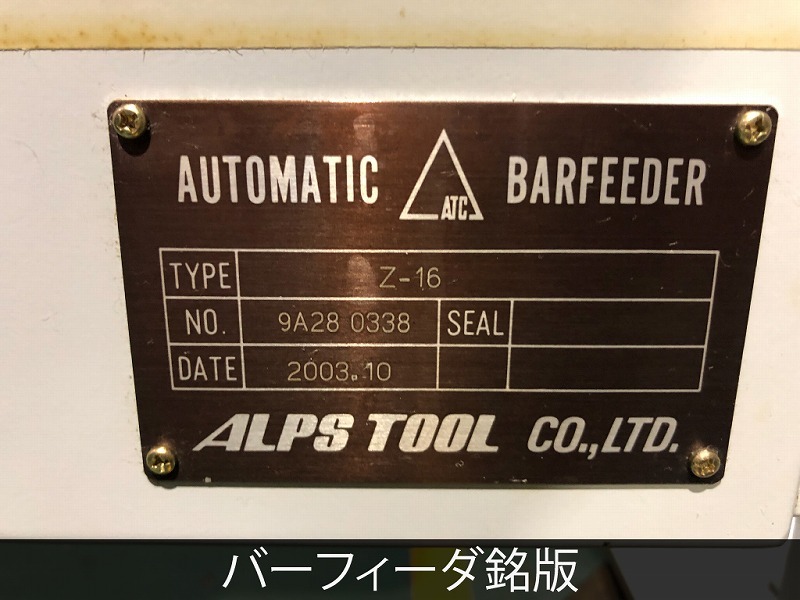 AUTOMATIC ATC BARFEEDER
TYPE Z-16
NO. 9A28 0338 SEAL
DATE 2003.10
ALPS TOOL CO.,LTD.
バーフィーダ銘版